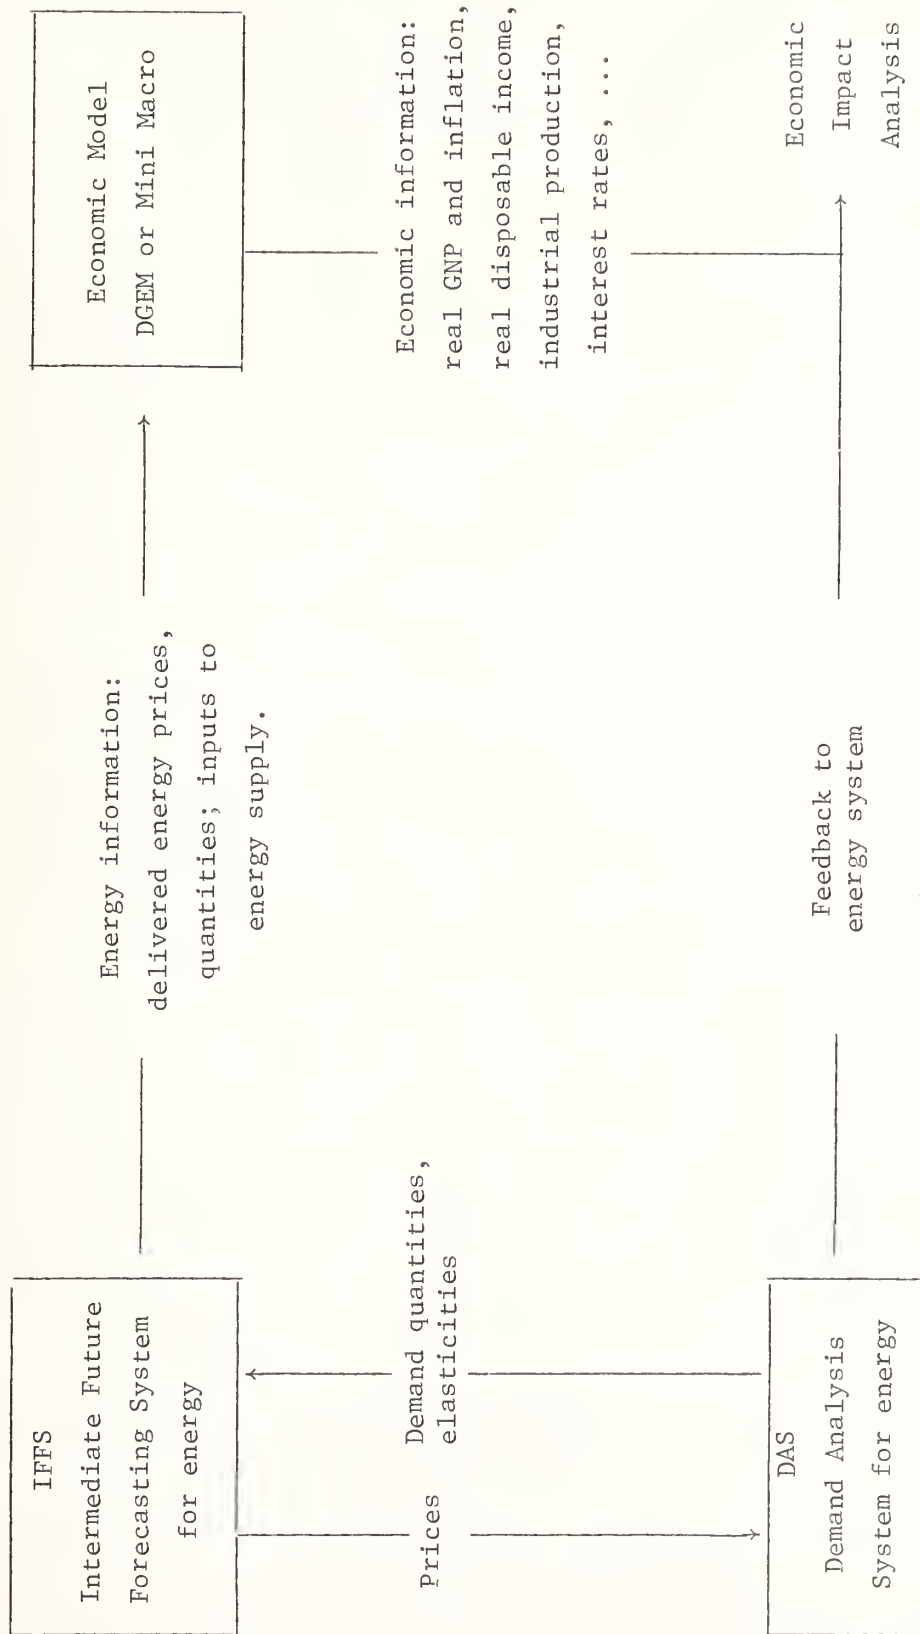 IFFS
Intermediate Future
Forecasting System
for energy
Energy information:
delivered energy prices,
quantities; inputs to
energy supply.
Economic Model
DGEM or Mini Macro
Prices
Demand quantities,
elasticities
Economic information:
real GNP and inflation,
real disposable income,
industrial production,
interest rates, ...
DAS
Demand Analysis
System for energy
Feedback to
energy system
Economic
Impact
Analysis